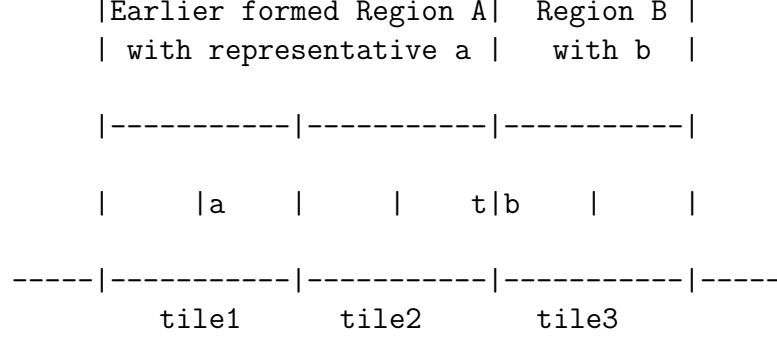 |Earlier formed Region A|  Region B |
| with representative a |   with b  |
|-----------|-----------|-----------|
|     |a    |     |    t|b    |     |
-----|-----------|-----------|-----------|-----
tile1      tile2       tile3